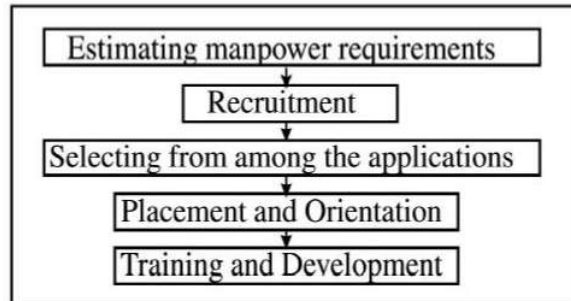 Estimating manpower requirements
Recruitment
Selecting from among the applications
Placement and Orientation
Training and Development